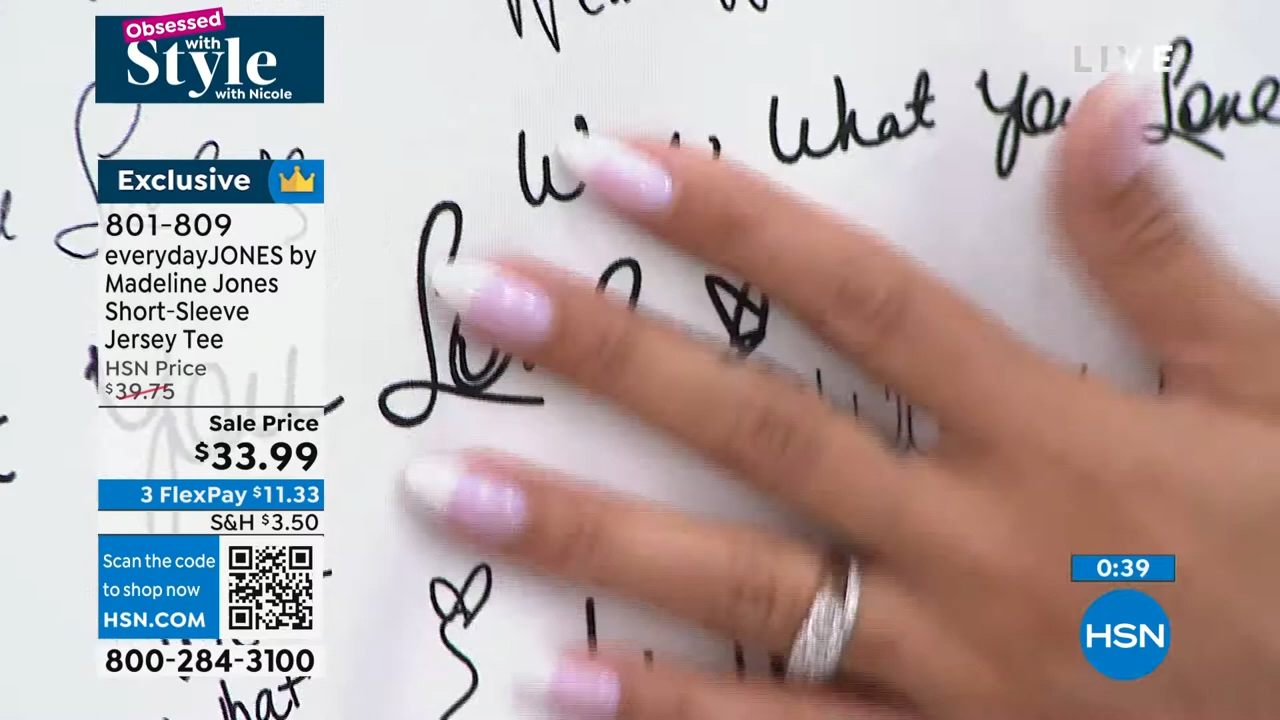 Obsessed
with
Style
with Nicole
LIVE
What you Love
Exclusive
801-809
everydayJONES by
Madeline Jones
Short-Sleeve
Jersey Tee
HSN Price
$39.75
you
Sale Price
$33.99
3 FlexPay $11.33
S&H $3.50
Scan the code
to shop now
HSN.COM
800-284-3100
0:39
HSN
what